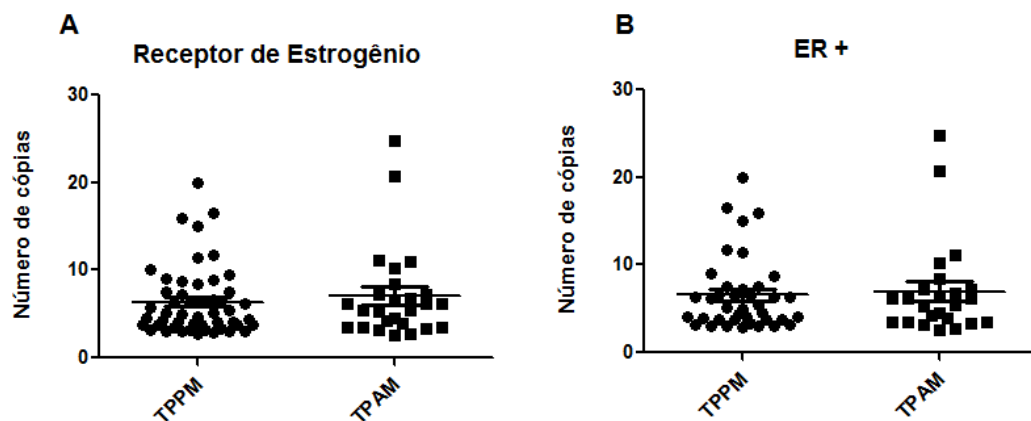 A
Receptor de Estrogênio
Número de cópias
30
20
10
0
TPPM
TPAM
B
ER +
Número de cópias
30
20
10
0
TPPM
TPAM